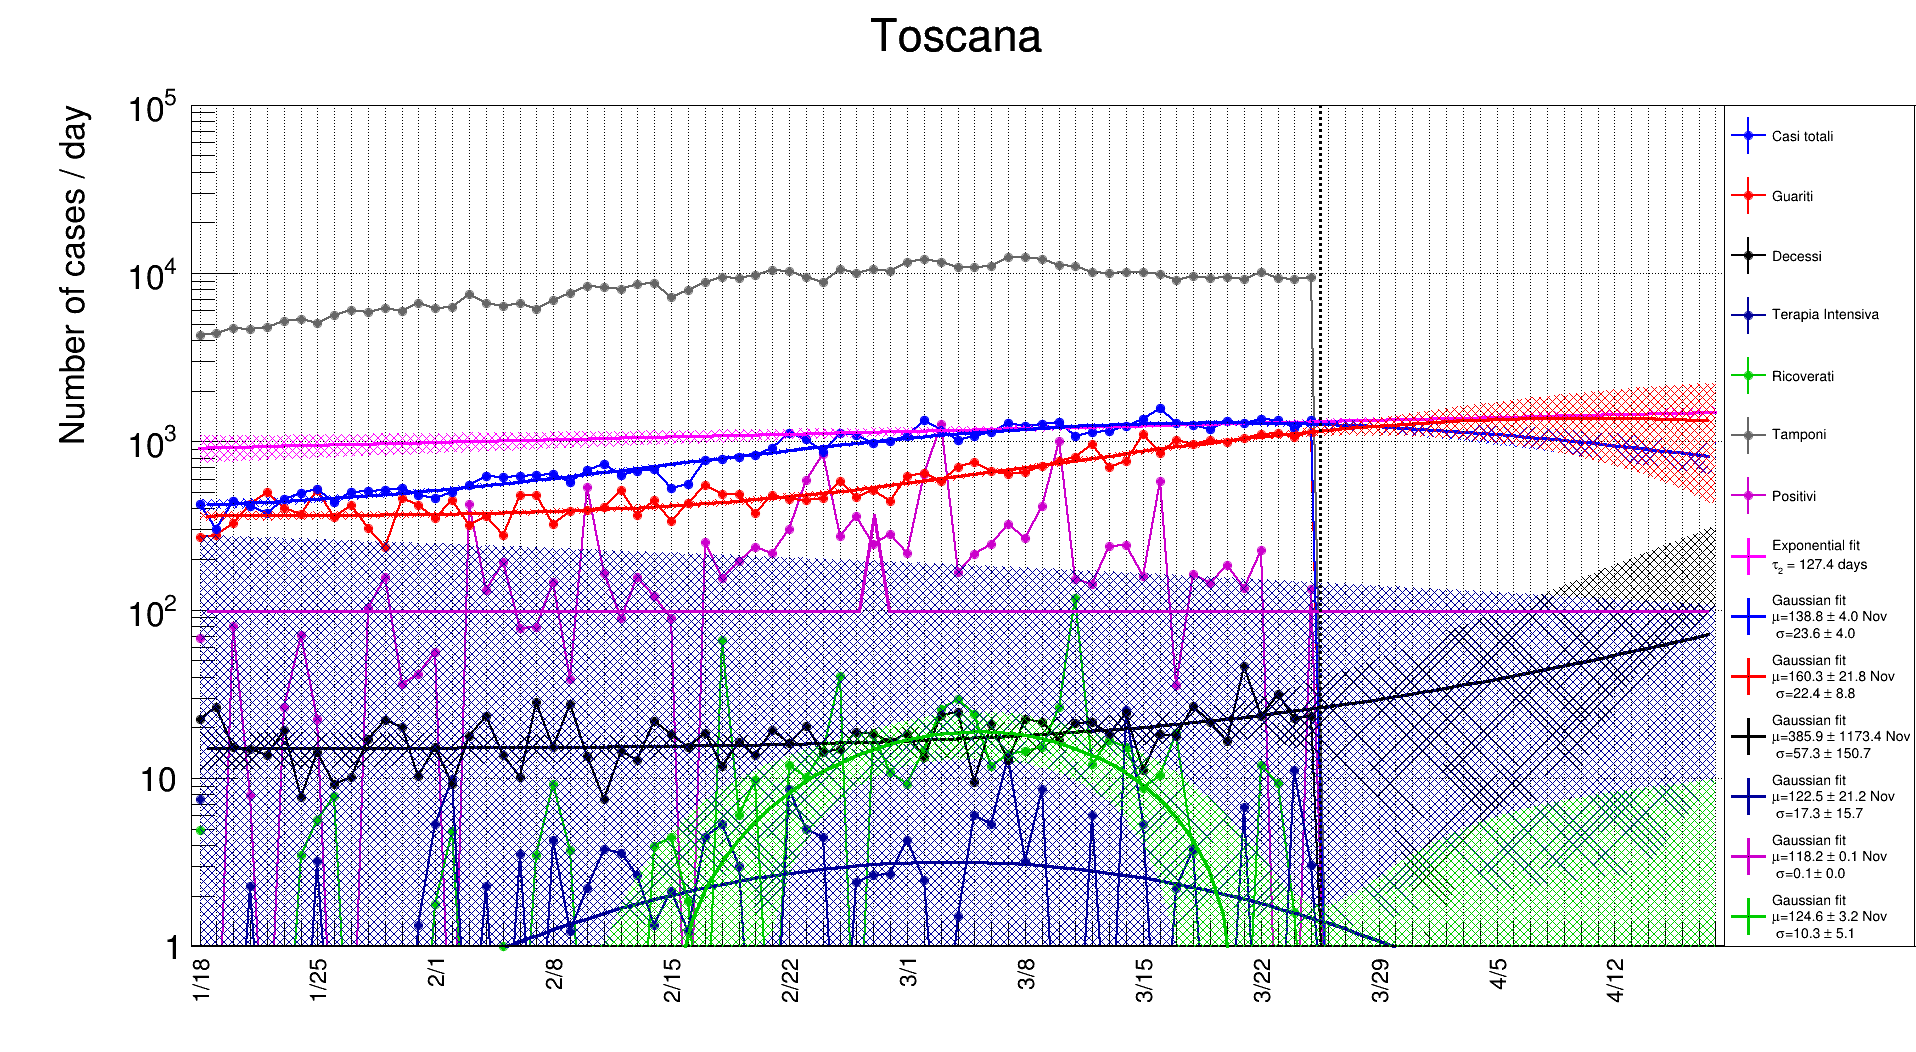 Toscana
Number of cases / day
10^5
10^4
10^3
10^2
10
1
1/18
1/25
2/1
2/8
2/15
2/22
3/1
3/8
3/15
3/22
3/29
4/5
4/12
Casi totali
Guariti
Decessi
Terapia Intensiva
Ricoverati
Tamponi
Positivi
Exponential fit
τ₂ = 127.4 days
Gaussian fit
μ=138.8 ± 4.0 Nov
σ=23.6 ± 4.0
Gaussian fit
μ=160.3 ± 21.8 Nov
σ=22.4 ± 8.8
Gaussian fit
μ=385.9 ± 1173.4 Nov
σ=57.3 ± 150.7
Gaussian fit
μ=122.5 ± 21.2 Nov
σ=17.3 ± 15.7
Gaussian fit
μ=118.2 ± 0.1 Nov
σ=0.1 ± 0.0
Gaussian fit
μ=124.6 ± 3.2 Nov
σ=10.3 ± 5.1